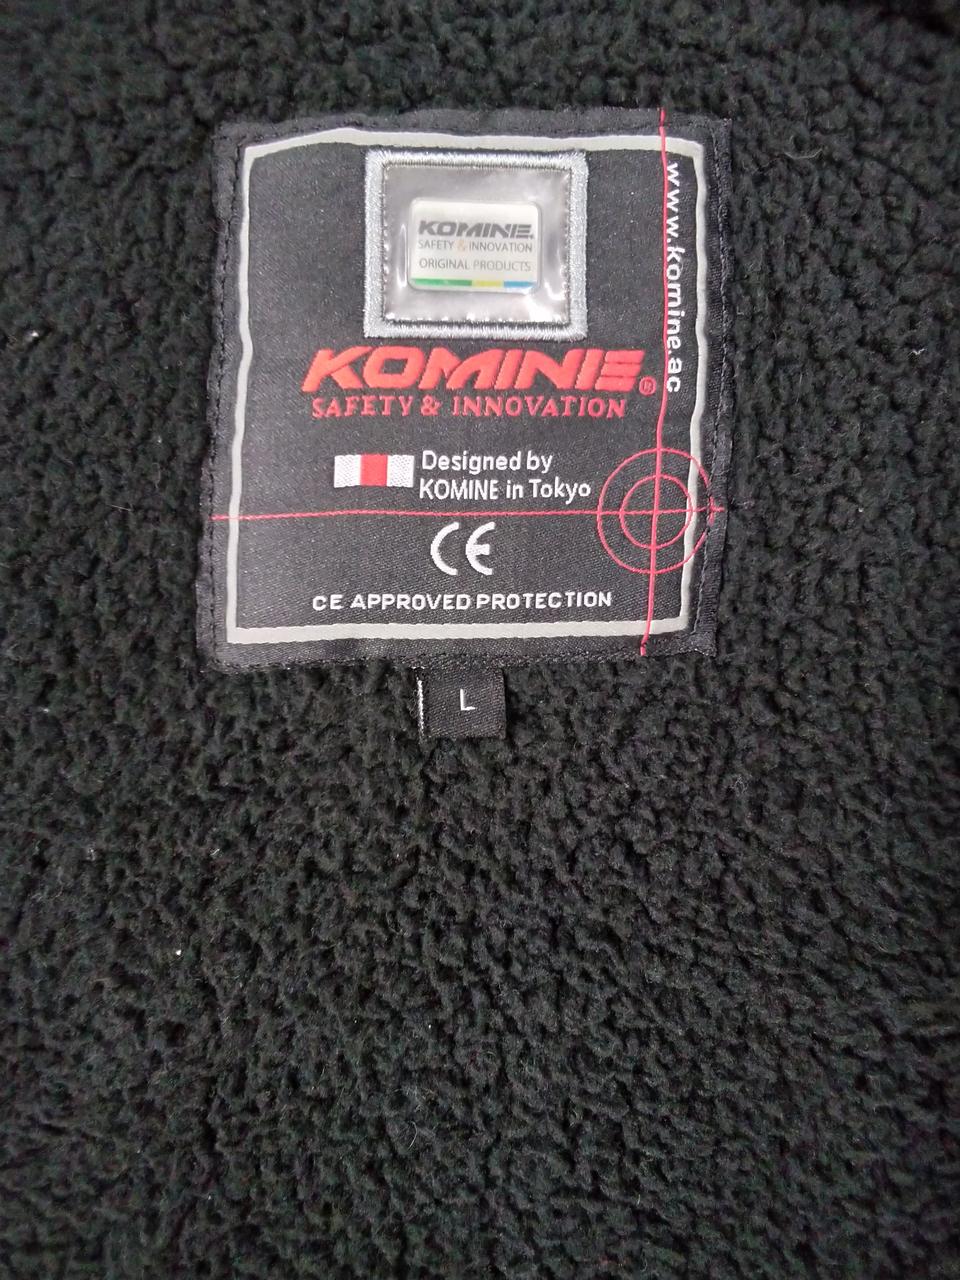 KOMINE
SAFETY & INNOVATION
ORIGINAL PRODUCTS
www.komine.ac
KOMINE®
SAFETY & INNOVATION
Designed by
KOMINE in Tokyo
CE
CE APPROVED PROTECTION
L